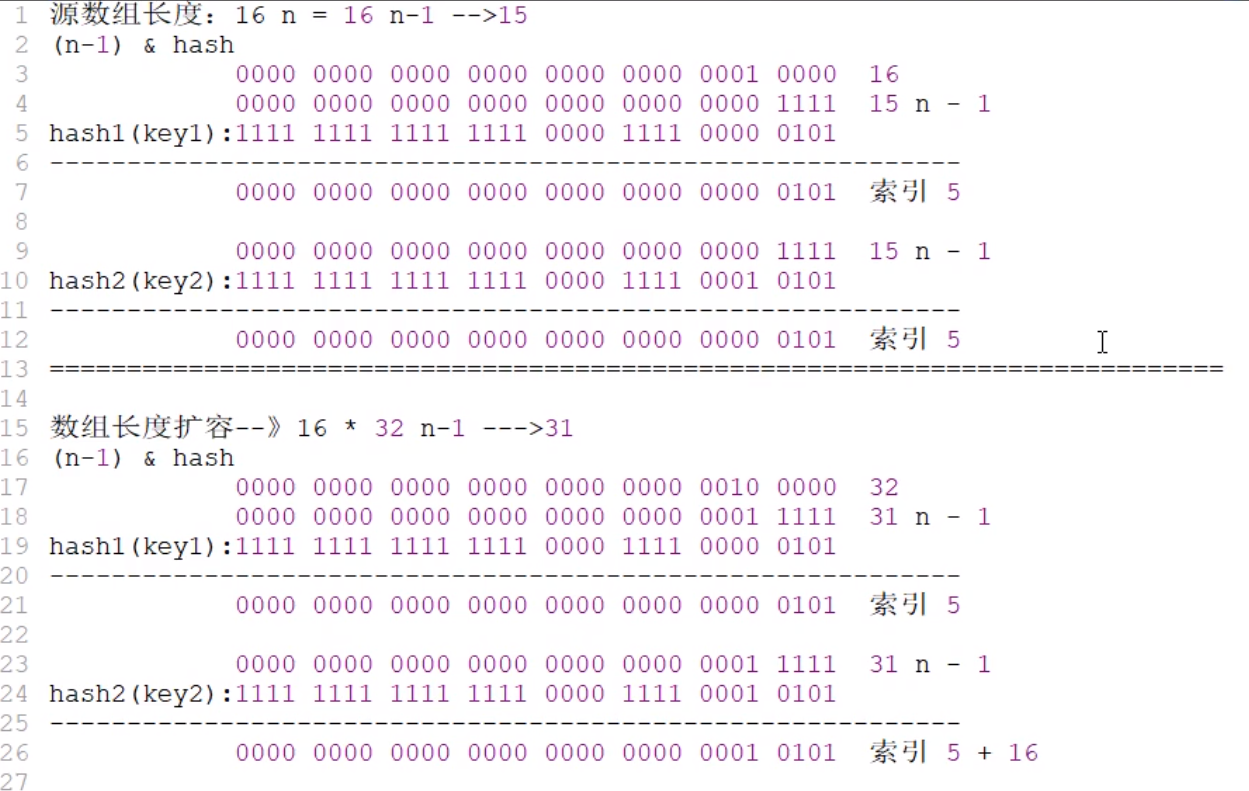 1 源数组长度: 16 n = 16 n-1 -->15
2 (n-1) & hash
3 0000 0000 0000 0000 0000 0000 0001 0000 16
4 0000 0000 0000 0000 0000 0000 0000 1111 15 n - 1
5 hash1(key1):1111 1111 1111 1111 0000 1111 0000 0101
6 -----------------------------------------------------------
7 0000 0000 0000 0000 0000 0000 0000 0101 索引 5
8
9 0000 0000 0000 0000 0000 0000 0000 1111 15 n - 1
10 hash2(key2):1111 1111 1111 1111 0000 1111 0001 0101
11 -----------------------------------------------------------
12 0000 0000 0000 0000 0000 0000 0000 0101 索引 5
13 ============================================================================
14
15 数组长度扩容--》16 * 32 n-1 --->31
16 (n-1) & hash
17 0000 0000 0000 0000 0000 0000 0010 0000 32
18 0000 0000 0000 0000 0000 0000 0001 1111 31 n - 1
19 hash1(key1):1111 1111 1111 1111 0000 1111 0000 0101
20 -----------------------------------------------------------
21 0000 0000 0000 0000 0000 0000 0000 0101 索引 5
22
23 0000 0000 0000 0000 0000 0000 0001 1111 31 n - 1
24 hash2(key2):1111 1111 1111 1111 0000 1111 0001 0101
25 -----------------------------------------------------------
26 0000 0000 0000 0000 0000 0000 0001 0101 索引 5 + 16
27